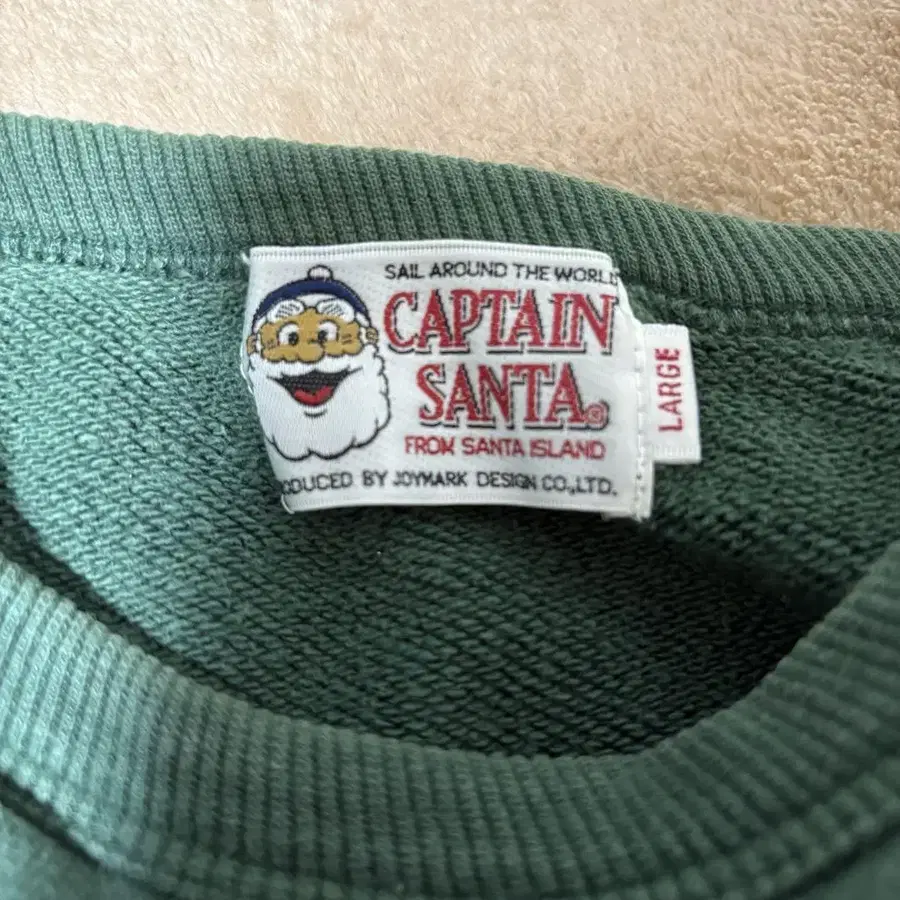 SAIL AROUND THE WORLD
CAPTAIN
SANTA®
FROM SANTA ISLAND
ODUCED BY JOYMARK DESIGN CO.,LTD.
LARGE